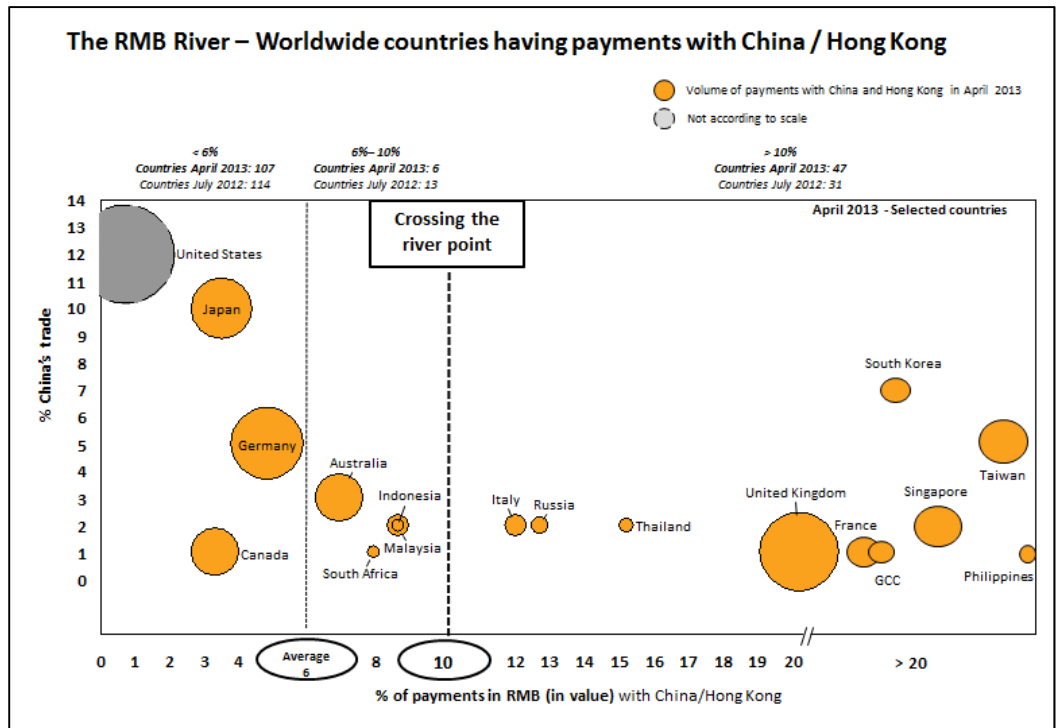 The RMB River – Worldwide countries having payments with China / Hong Kong
Volume of payments with China and Hong Kong in April 2013
Not according to scale
< 6%
Countries April 2013: 107
Countries July 2012: 114
6%– 10%
Countries April 2013: 6
Countries July 2012: 13
> 10%
Countries April 2013: 47
Countries July 2012: 31
April 2013 - Selected countries
Crossing the
river point
% China's trade
14
13
12
11
10
9
8
7
6
5
4
3
2
1
0
United States
Japan
Germany
Canada
Australia
Indonesia
Malaysia
South Africa
Italy
Russia
Thailand
United Kingdom
France
GCC
South Korea
Singapore
Taiwan
Philippines
0 1 2 3 4 Average 6 8 10 12 13 14 15 16 17 18 19 20 > 20
% of payments in RMB (in value) with China/Hong Kong